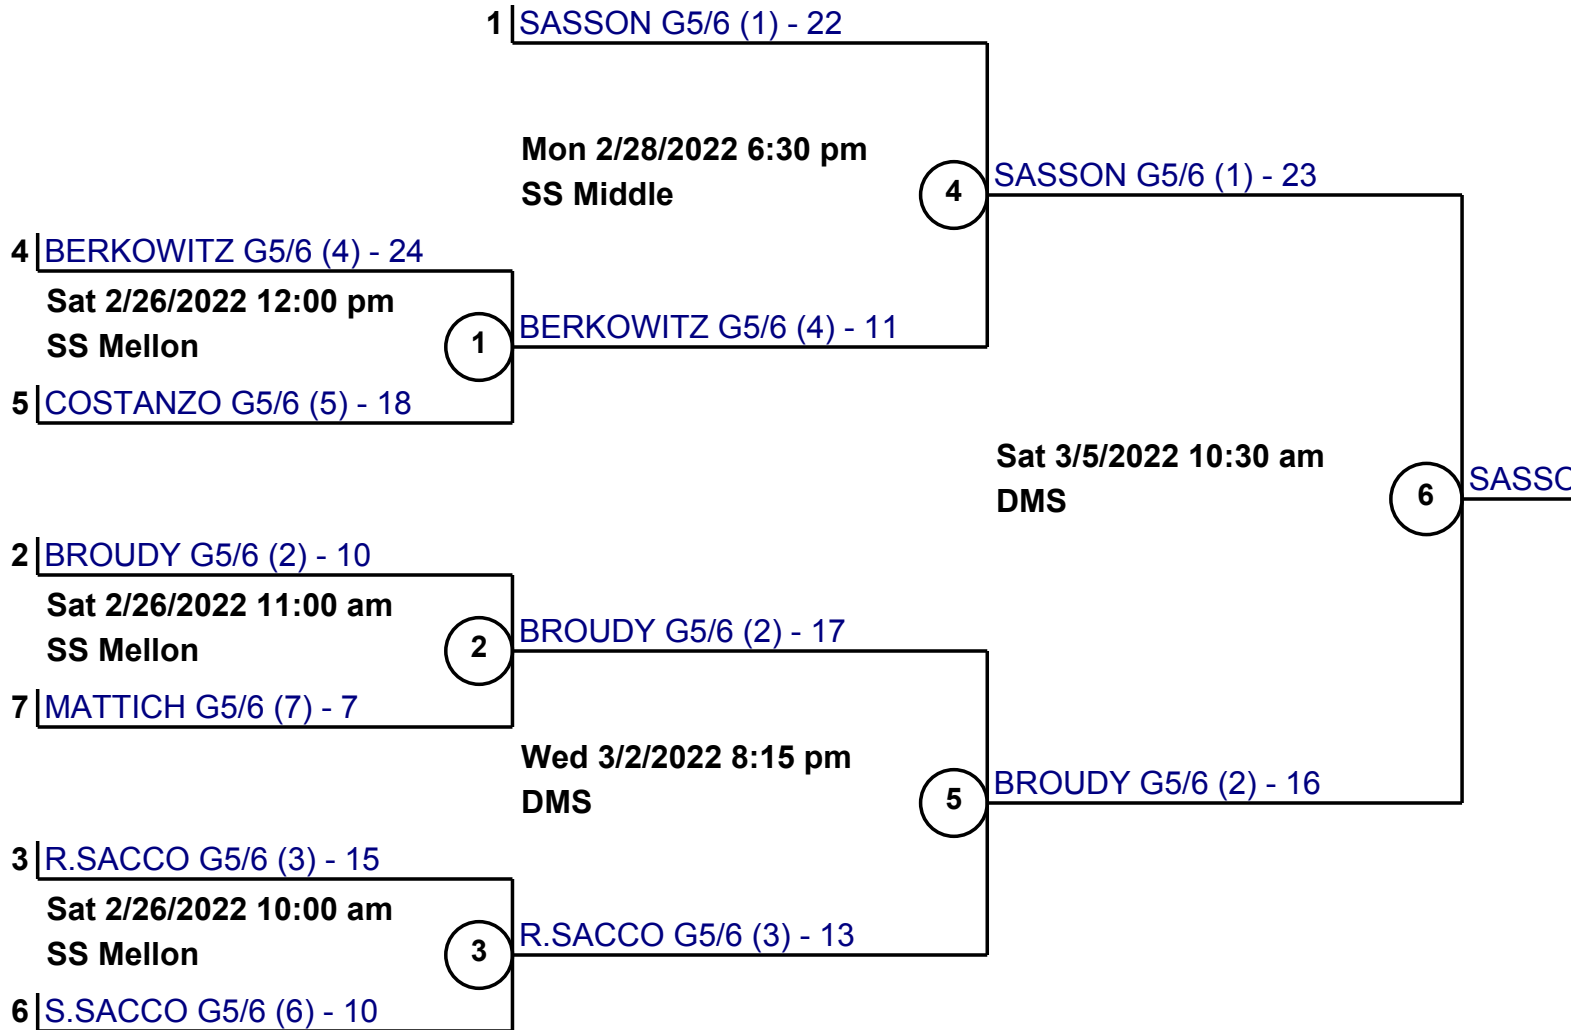 1 SASSON G5/6 (1) - 22
Mon 2/28/2022 6:30 pm
SS Middle
4
SASSON G5/6 (1) - 23
4 BERKOWITZ G5/6 (4) - 24
Sat 2/26/2022 12:00 pm
SS Mellon
1
BERKOWITZ G5/6 (4) - 11
5 COSTANZO G5/6 (5) - 18
Sat 3/5/2022 10:30 am
DMS
6
2 BROUDY G5/6 (2) - 10
Sat 2/26/2022 11:00 am
SS Mellon
2
BROUDY G5/6 (2) - 17
7 MATTICH G5/6 (7) - 7
Wed 3/2/2022 8:15 pm
DMS
5
BROUDY G5/6 (2) - 16
3 R.SACCO G5/6 (3) - 15
Sat 2/26/2022 10:00 am
SS Mellon
3
R.SACCO G5/6 (3) - 13
6 S.SACCO G5/6 (6) - 10